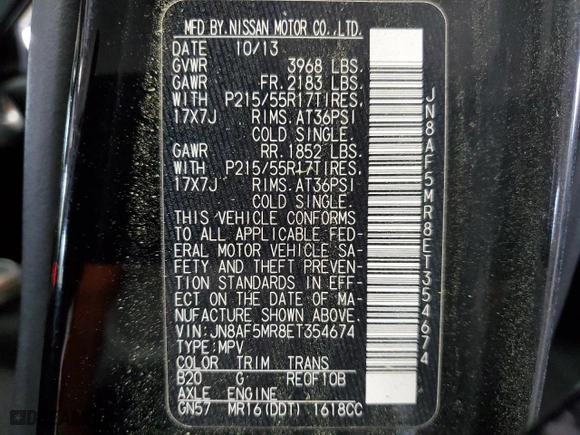 MFD BY.NISSAN MOTOR CO.,LTD.
DATE 10/13
GVWR 3968 LBS.
GAWR FR.2183 LBS.
WITH P215/55R17TIRES.
17X7J RIMS.AT36PSI
COLD SINGLE.
GAWR RR.1852 LBS.
WITH P215/55R17TIRES.
17X7J RIMS.AT36PSI
COLD SINGLE.
THIS VEHICLE CONFORMS
TO ALL APPLICABLE FED-
ERAL MOTOR VEHICLE SA-
FETY AND THEFT PREVEN-
TION STANDARDS IN EFF-
ECT ON THE DATE OF MA-
NUFACTURE SHOWN ABOVE.
VIN:JN8AF5MR8ET354674
TYPE:MPV
COLOR TRIM TRANS
B20 G RE0F10B
AXLE ENGINE
GN57 MR16(DDT) 1618CC
JN8AF5MR8ET354674